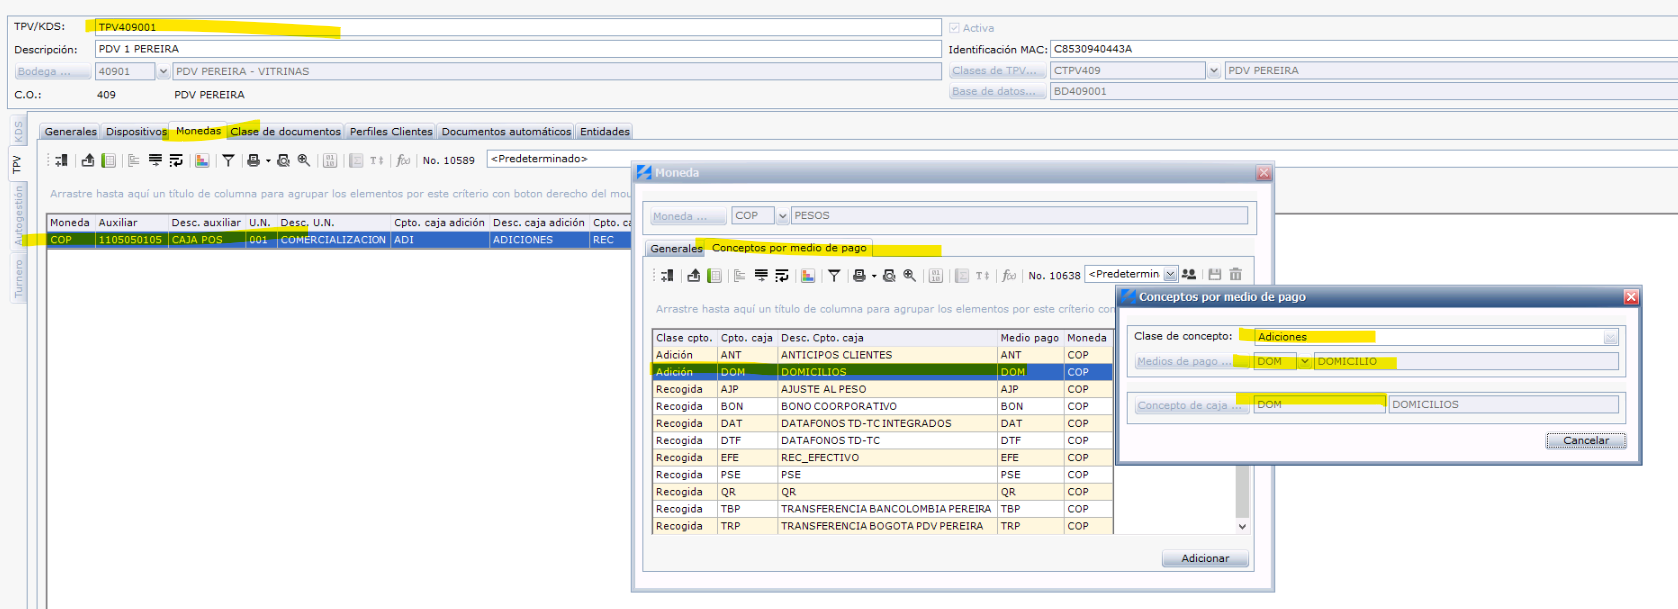 TPV/KDS: TPV409001 Activa
Descripción: PDV 1 PEREIRA Identificación MAC: C8530940443A
Bodega ... 40901 PDV PEREIRA - VITRINAS Clases de TPV... CTPV409 PDV PEREIRA
C.O.: 409 PDV PEREIRA Base de datos... BD409001
KDS
TPV
Autogestión
Turnero
Generales Dispositivos Monedas Clase de documentos Perfiles Clientes Documentos automáticos Entidades
No. 10589 <Predeterminado>
Arrastre hasta aquí un título de columna para agrupar los elementos por este criterio con boton derecho del mou
Moneda Auxiliar Desc. auxiliar U.N. Desc. U.N. Cpto. caja adición Desc. caja adición Cpto. ca
COP 1105050105 CAJA POS 001 COMERCIALIZACION ADI ADICIONES REC
Moneda
Moneda ... COP PESOS
Generales Conceptos por medio de pago
No. 10638 <Predetermin
Arrastre hasta aquí un título de columna para agrupar los elementos por este criterio con
Clase cpto. Cpto. caja Desc. Cpto. caja Medio pago Moneda
Adición ANT ANTICIPOS CLIENTES ANT COP
Adición DOM DOMICILIOS DOM COP
Recogida AJP AJUSTE AL PESO AJP COP
Recogida BON BONO COORPORATIVO BON COP
Recogida DAT DATAFONOS TD-TC INTEGRADOS DAT COP
Recogida DTF DATAFONOS TD-TC DTF COP
Recogida EFE REC_EFECTIVO EFE COP
Recogida PSE PSE PSE COP
Recogida QR QR QR COP
Recogida TBP TRANSFERENCIA BANCOLOMBIA PEREIRA TBP COP
Recogida TRP TRANSFERENCIA BOGOTA PDV PEREIRA TRP COP
Adicionar
Conceptos por medio de pago
Clase de concepto: Adiciones
Medios de pago ... DOM DOMICILIO
Concepto de caja ... DOM DOMICILIOS
Cancelar